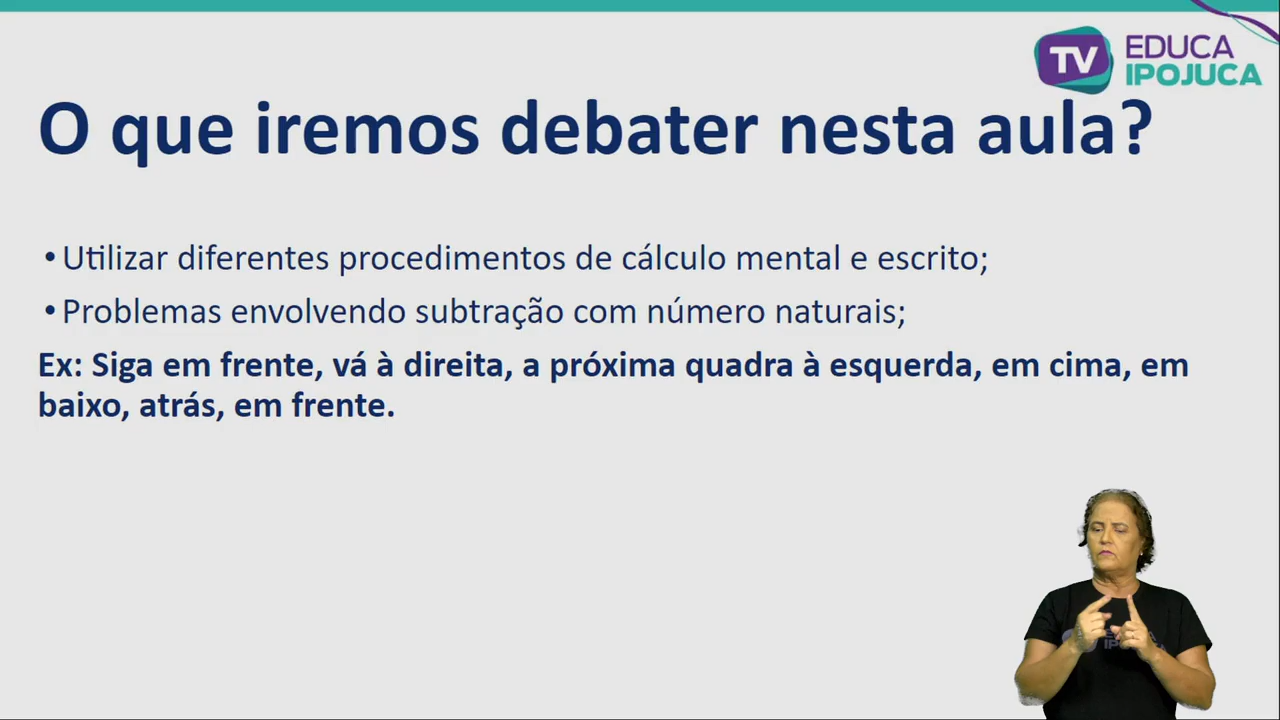 TV EDUCA
IPOJUCA
O que iremos debater nesta aula?
• Utilizar diferentes procedimentos de cálculo mental e escrito;
• Problemas envolvendo subtração com número naturais;
Ex: Siga em frente, vá à direita, a próxima quadra à esquerda, em cima, em
baixo, atrás, em frente.